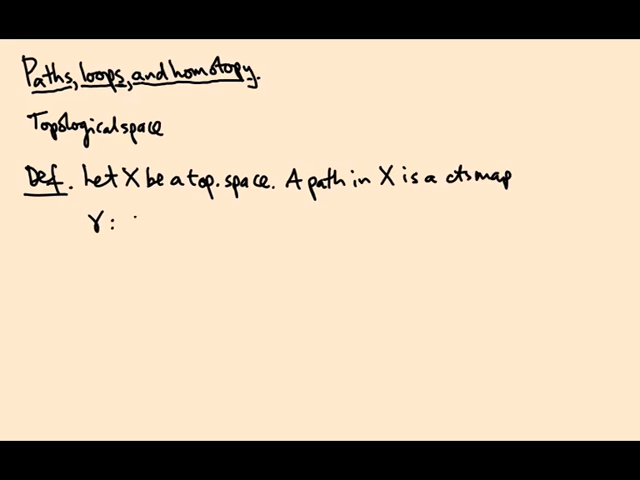 Paths, loops, and homotopy.
Topological space
Def. Let X be a top. space. A path in X is a cts map
γ: